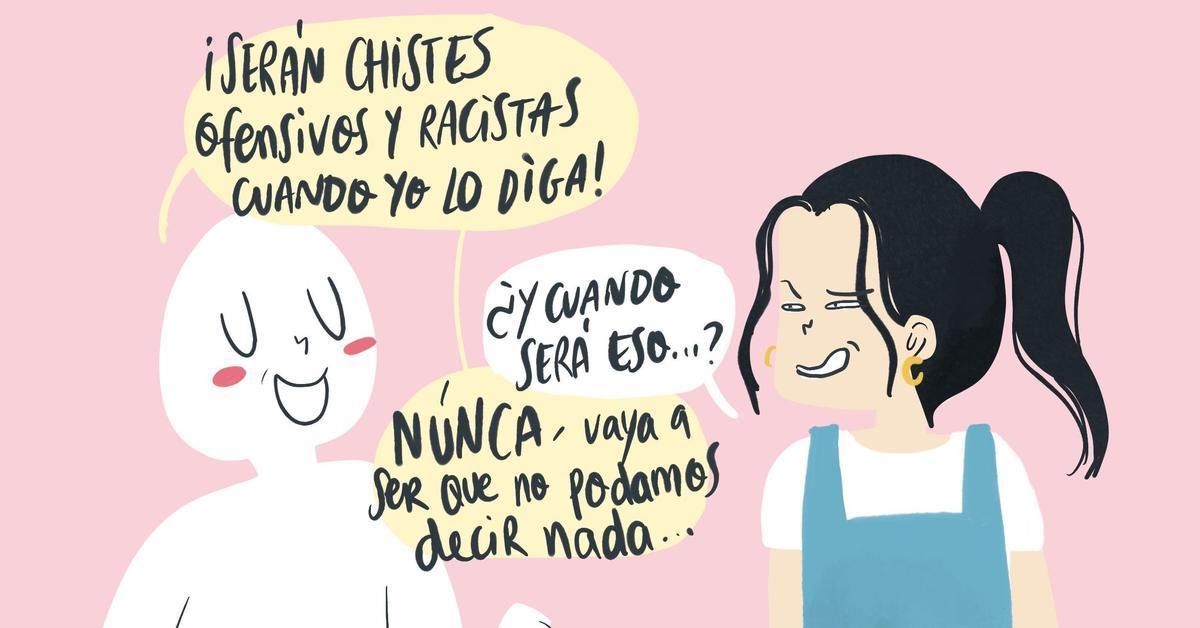 ¡SERÁN CHISTES
OFENSIVOS Y RACISTAS
CUANDO YO LO DIGA!
¿Y CUANDO
SERÁ ESO...?
NÚNCA, vaya a
ser que no podamos
decir nada...